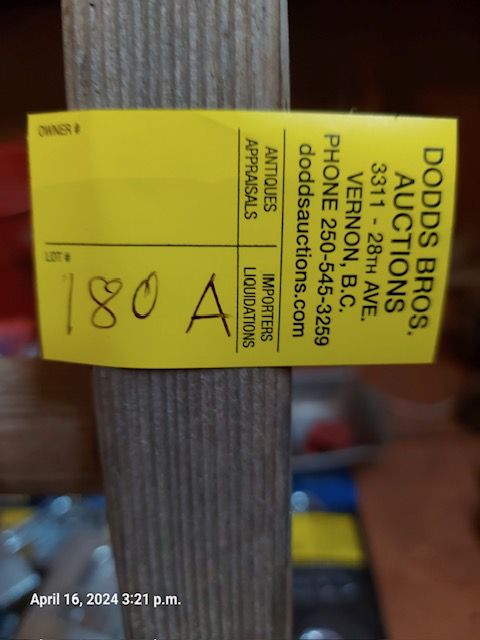 DODDS BROS.
AUCTIONS
3311 - 28TH AVE.
VERNON, B.C.
PHONE 250-545-3259
doddsauctions.com
ANTIQUES
APPRAISALS
IMPORTERS
LIQUIDATIONS
OWNER #
LOT #
180 A
April 16, 2024 3:21 p.m.